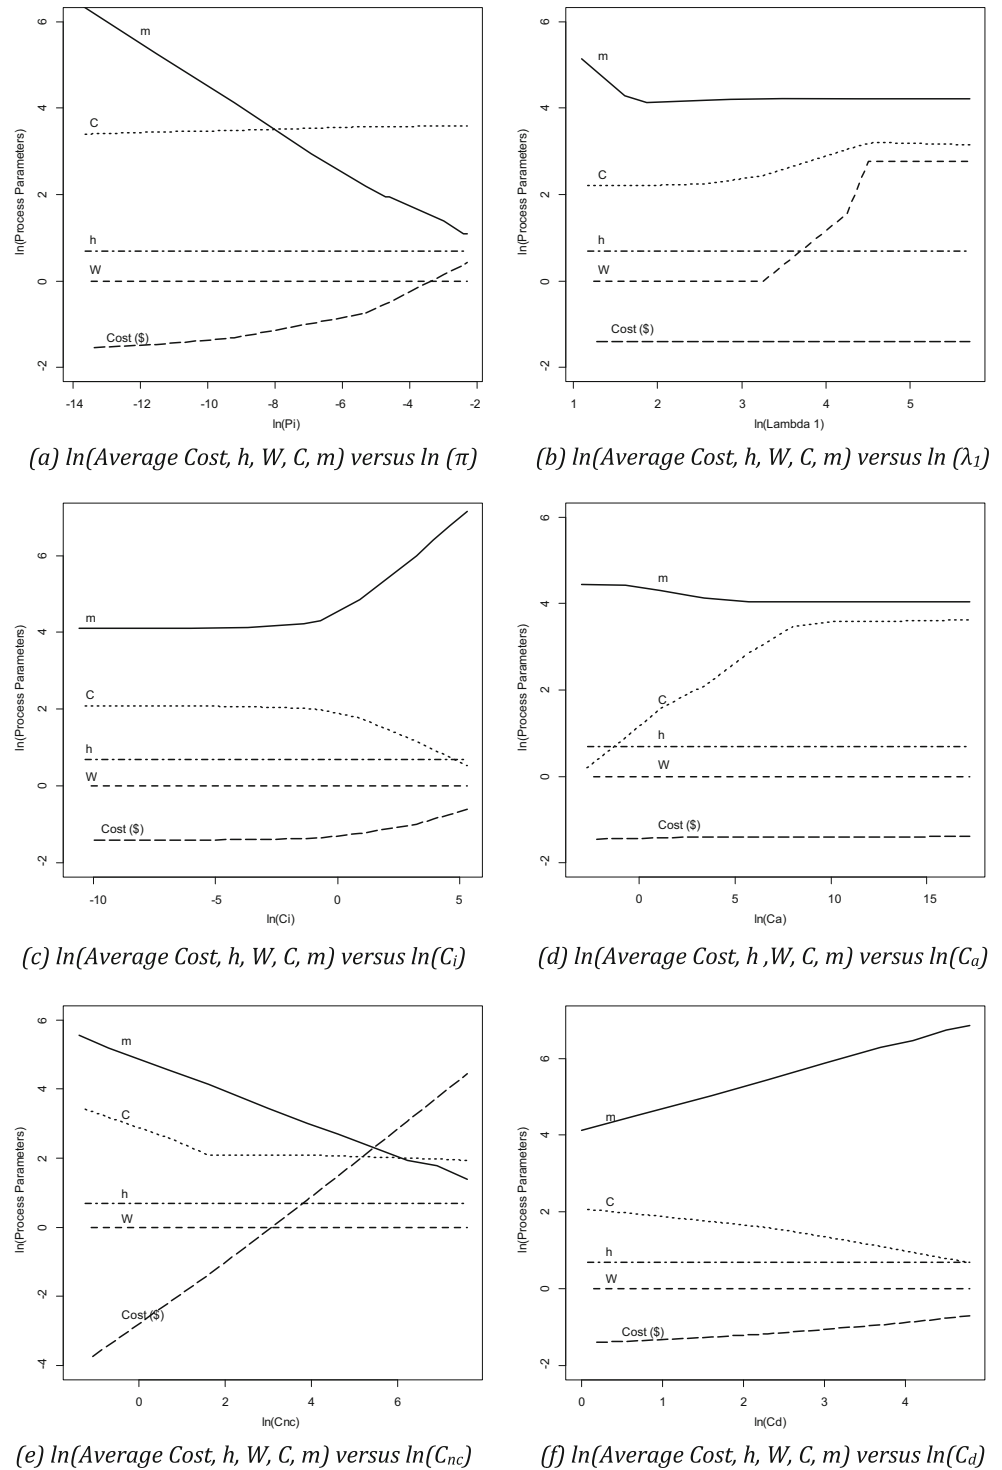 6
4
2
0
-2
ln(Process Parameters)
m
C
h
W
Cost ($)
-14 -12 -10 -8 -6 -4 -2
ln(Pi)
(a) ln(Average Cost, h, W, C, m) versus ln (π)
6
4
2
0
-2
ln(Process Parameters)
m
C
h
W
Cost ($)
1 2 3 4 5
ln(Lambda 1)
(b) ln(Average Cost, h, W, C, m) versus ln (λ1)
6
4
2
0
-2
ln(Process Parameters)
m
C
h
W
Cost ($)
-10 -5 0 5
ln(Ci)
(c) ln(Average Cost, h, W, C, m) versus ln(Ci)
6
4
2
0
-2
ln(Process Parameters)
m
C
h
W
Cost ($)
0 5 10 15
ln(Ca)
(d) ln(Average Cost, h ,W, C, m) versus ln(Ca)
6
4
2
0
-2
-4
ln(Process Parameters)
m
C
h
W
Cost ($)
0 2 4 6
ln(Cnc)
(e) ln(Average Cost, h, W, C, m) versus ln(Cnc)
6
4
2
0
-2
ln(Process Parameters)
m
C
h
W
Cost ($)
0 1 2 3 4
ln(Cd)
(f) ln(Average Cost, h, W, C, m) versus ln(Cd)